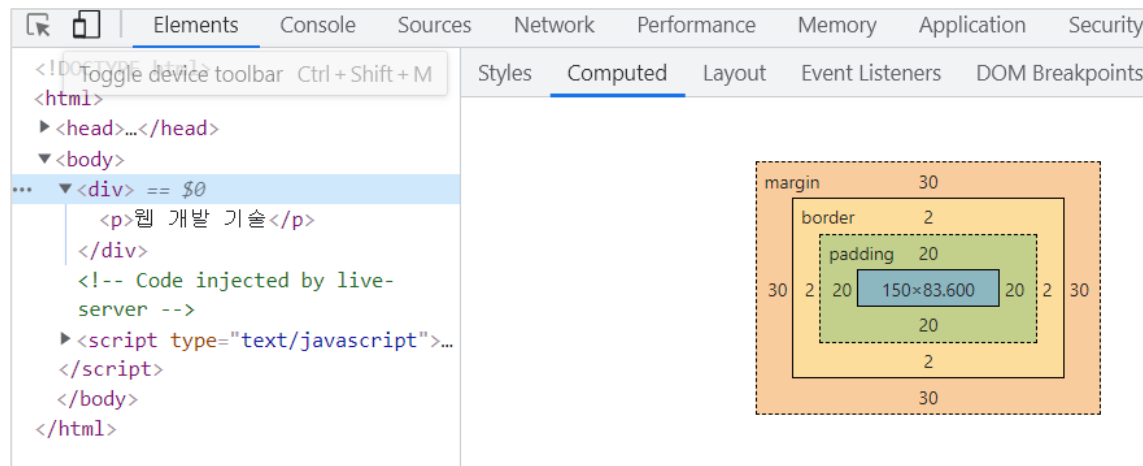 Elements Console Sources Network Performance Memory Application Security
Styles Computed Layout Event Listeners DOM Breakpoints
<!DOCTYPE html>
Toggle device toolbar Ctrl + Shift + M
<html>
<head>…</head>
<body>
<div> == $0
<p>웹 개발 기술</p>
</div>
<!-- Code injected by live-
server -->
<script type="text/javascript">…
</script>
</body>
</html>
margin 30
border 2
padding 20
30 2 20 150×83.600 20 2 30
20
2
30